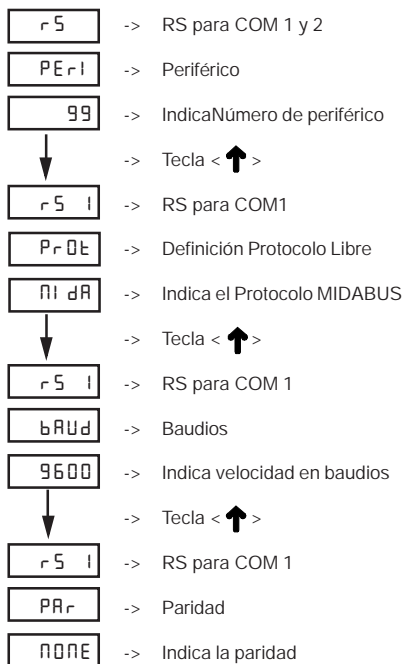 rS -> RS para COM 1 y 2
PErI -> Periférico
99 -> IndicaNúmero de periférico
-> Tecla < ↑ >
rS 1 -> RS para COM1
Prot -> Definición Protocolo Libre
MI dA -> Indica el Protocolo MIDABUS
-> Tecla < ↑ >
rS 1 -> RS para COM 1
bAUd -> Baudios
9600 -> Indica velocidad en baudios
-> Tecla < ↑ >
rS 1 -> RS para COM 1
PAr -> Paridad
NONE -> Indica la paridad